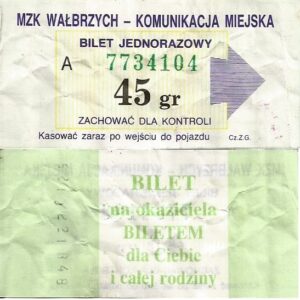 MZK WAŁBRZYCH – KOMUNIKACJA MIEJSKA
BILET JEDNORAZOWY
A 7734104
45 gr
ZACHOWAĆ DLA KONTROLI
Kasować zaraz po wejściu do pojazdu Cz.Z.G.
BILET
na okaziciela
BILETEM
dla Ciebie
i całej rodziny